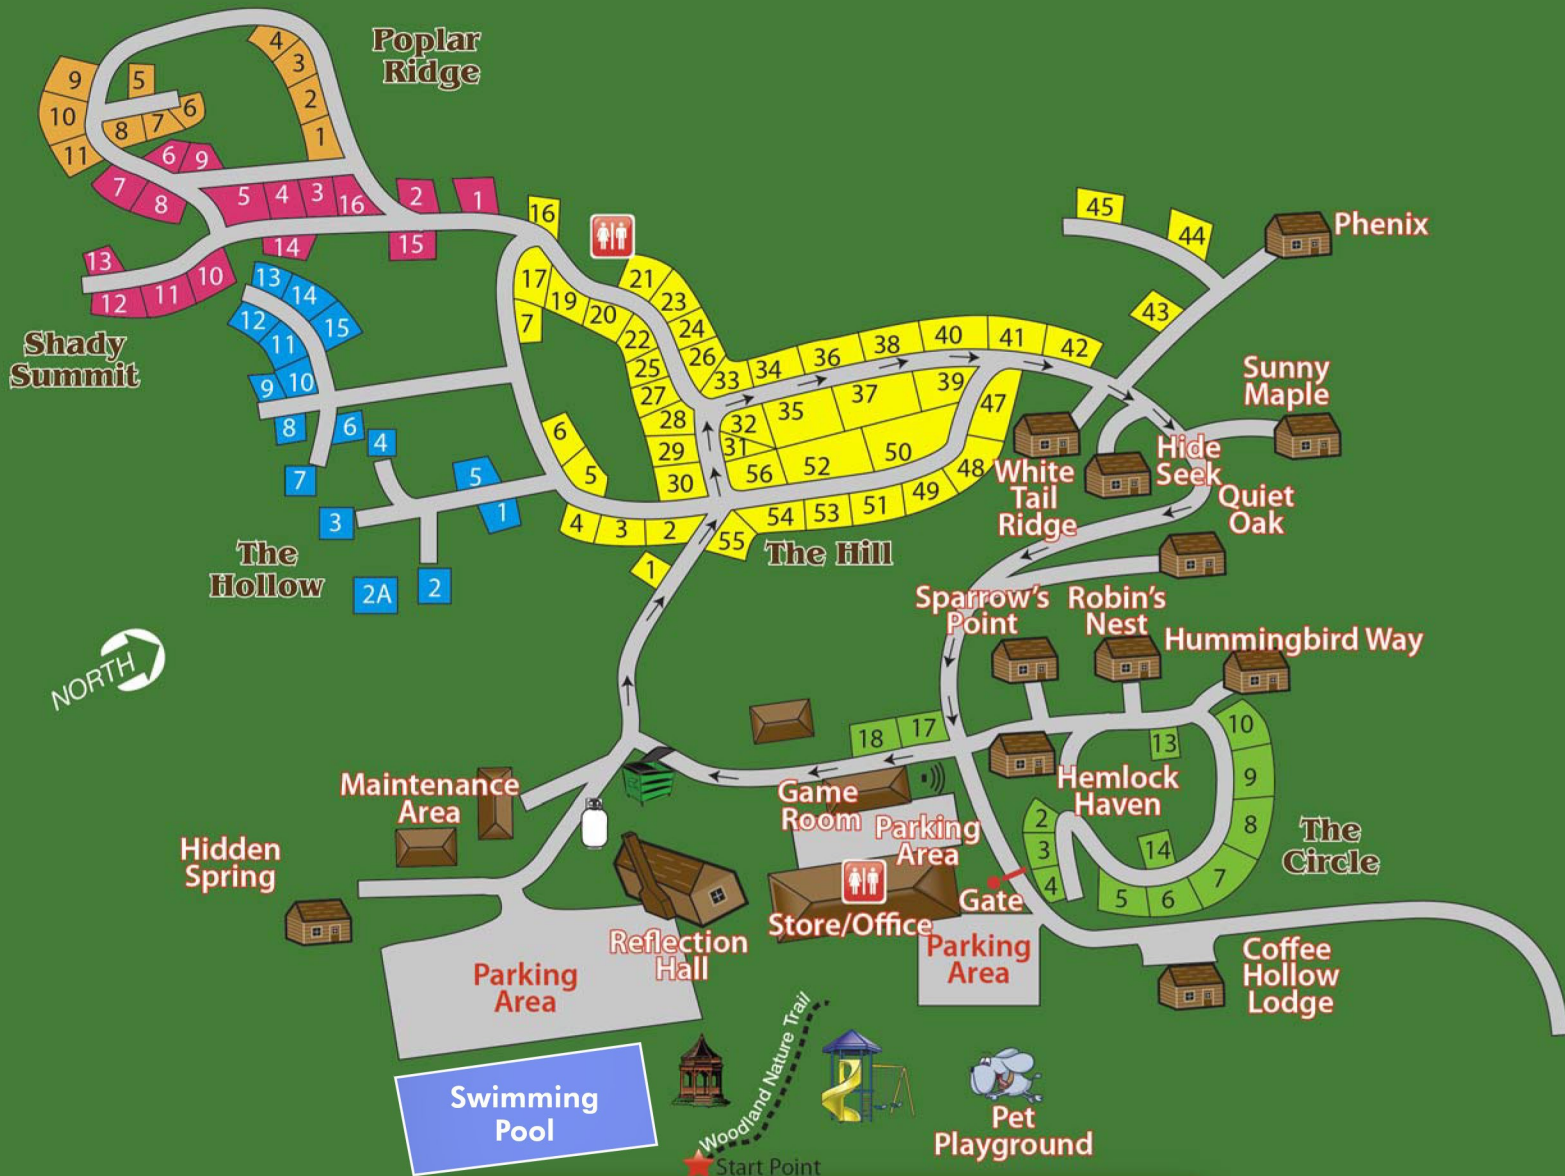 Poplar
Ridge
4
3
2
1
9
10
11
5
6
7
8
6
9
7
8
5
4
3
16
2
1
15
14
13
12
11
10
Shady
Summit
13
14
15
12
11
10
9
8
6
7
4
5
1
3
2A
2
The
Hollow
16
17
7
19
20
21
23
22
24
25
26
27
28
29
30
33
34
36
38
40
41
42
32
31
35
37
39
47
56
52
50
48
49
51
53
54
55
6
5
4
3
2
1
The Hill
45
44
43
Phenix
Sunny
Maple
White
Tail
Ridge
Hide
Seek
Quiet
Oak
Sparrow's
Point
Robin's
Nest
Hummingbird Way
NORTH
18
17
13
10
9
8
7
6
5
14
2
3
4
Hemlock
Haven
The
Circle
Maintenance
Area
Game
Room
Parking
Area
Hidden
Spring
Gate
Store/Office
Reflection
Hall
Parking
Area
Parking
Area
Coffee
Hollow
Lodge
Swimming
Pool
Woodland Nature Trail
Start Point
Pet
Playground